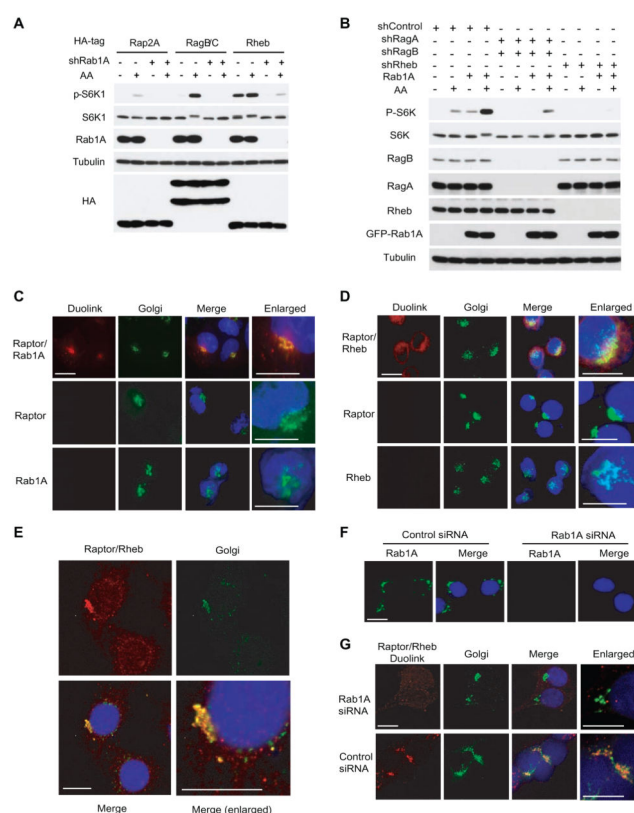 A
HA-tag Rap2A RagB/C Rheb
shRab1A - - + + - - + + - - + +
AA - + - + - + - + - + - +
p-S6K1
S6K1
Rab1A
Tubulin
HA
B
shControl + + + + - - - - - - - -
shRagA - - - - + + + + - - - -
shRagB - - - - + + + + - - - -
shRheb - - - - - - - - + + + +
Rab1A - - + + - - + + - - + +
AA - + - + - + - + - + - +
P-S6K
S6K
RagB
RagA
Rheb
GFP-Rab1A
Tubulin
C
Duolink Golgi Merge Enlarged
Raptor/
Rab1A
Raptor
Rab1A
D
Duolink Golgi Merge Enlarged
Raptor/
Rheb
Raptor
Rheb
E
Raptor/Rheb Golgi
Merge Merge (enlarged)
F
Control siRNA Rab1A siRNA
Rab1A Merge Rab1A Merge
G
Raptor/Rheb
Duolink Golgi Merge Enlarged
Rab1A
siRNA
Control
siRNA